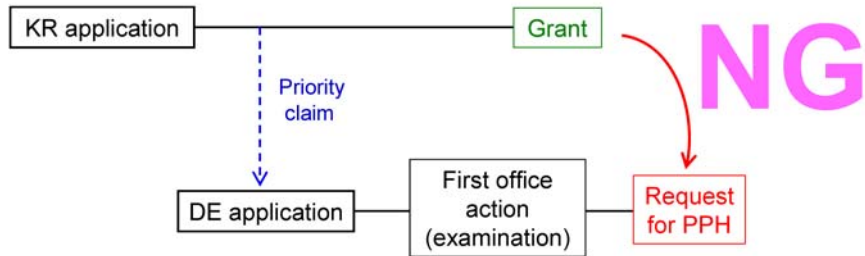 KR application
Grant
NG
Priority
claim
DE application
First office
action
(examination)
Request
for PPH